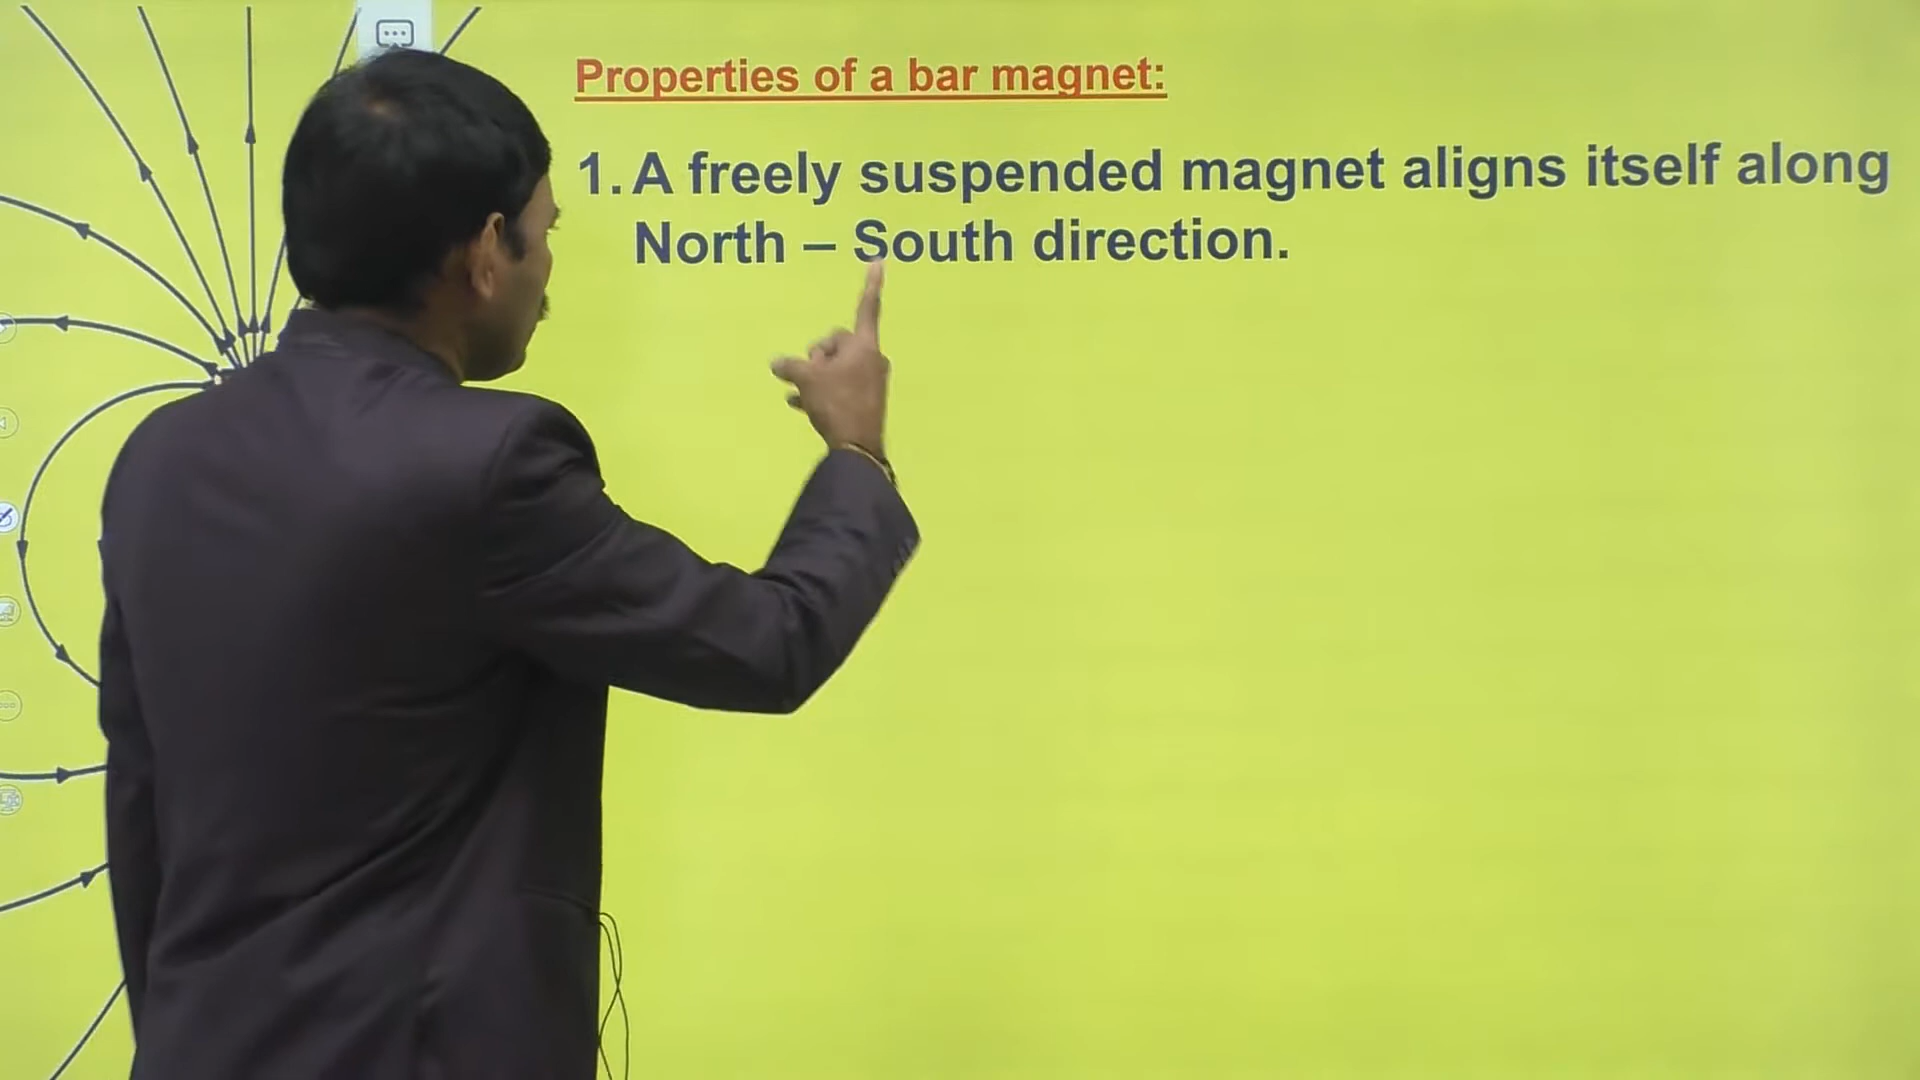 Properties of a bar magnet:
1. A freely suspended magnet aligns itself along
North – South direction.